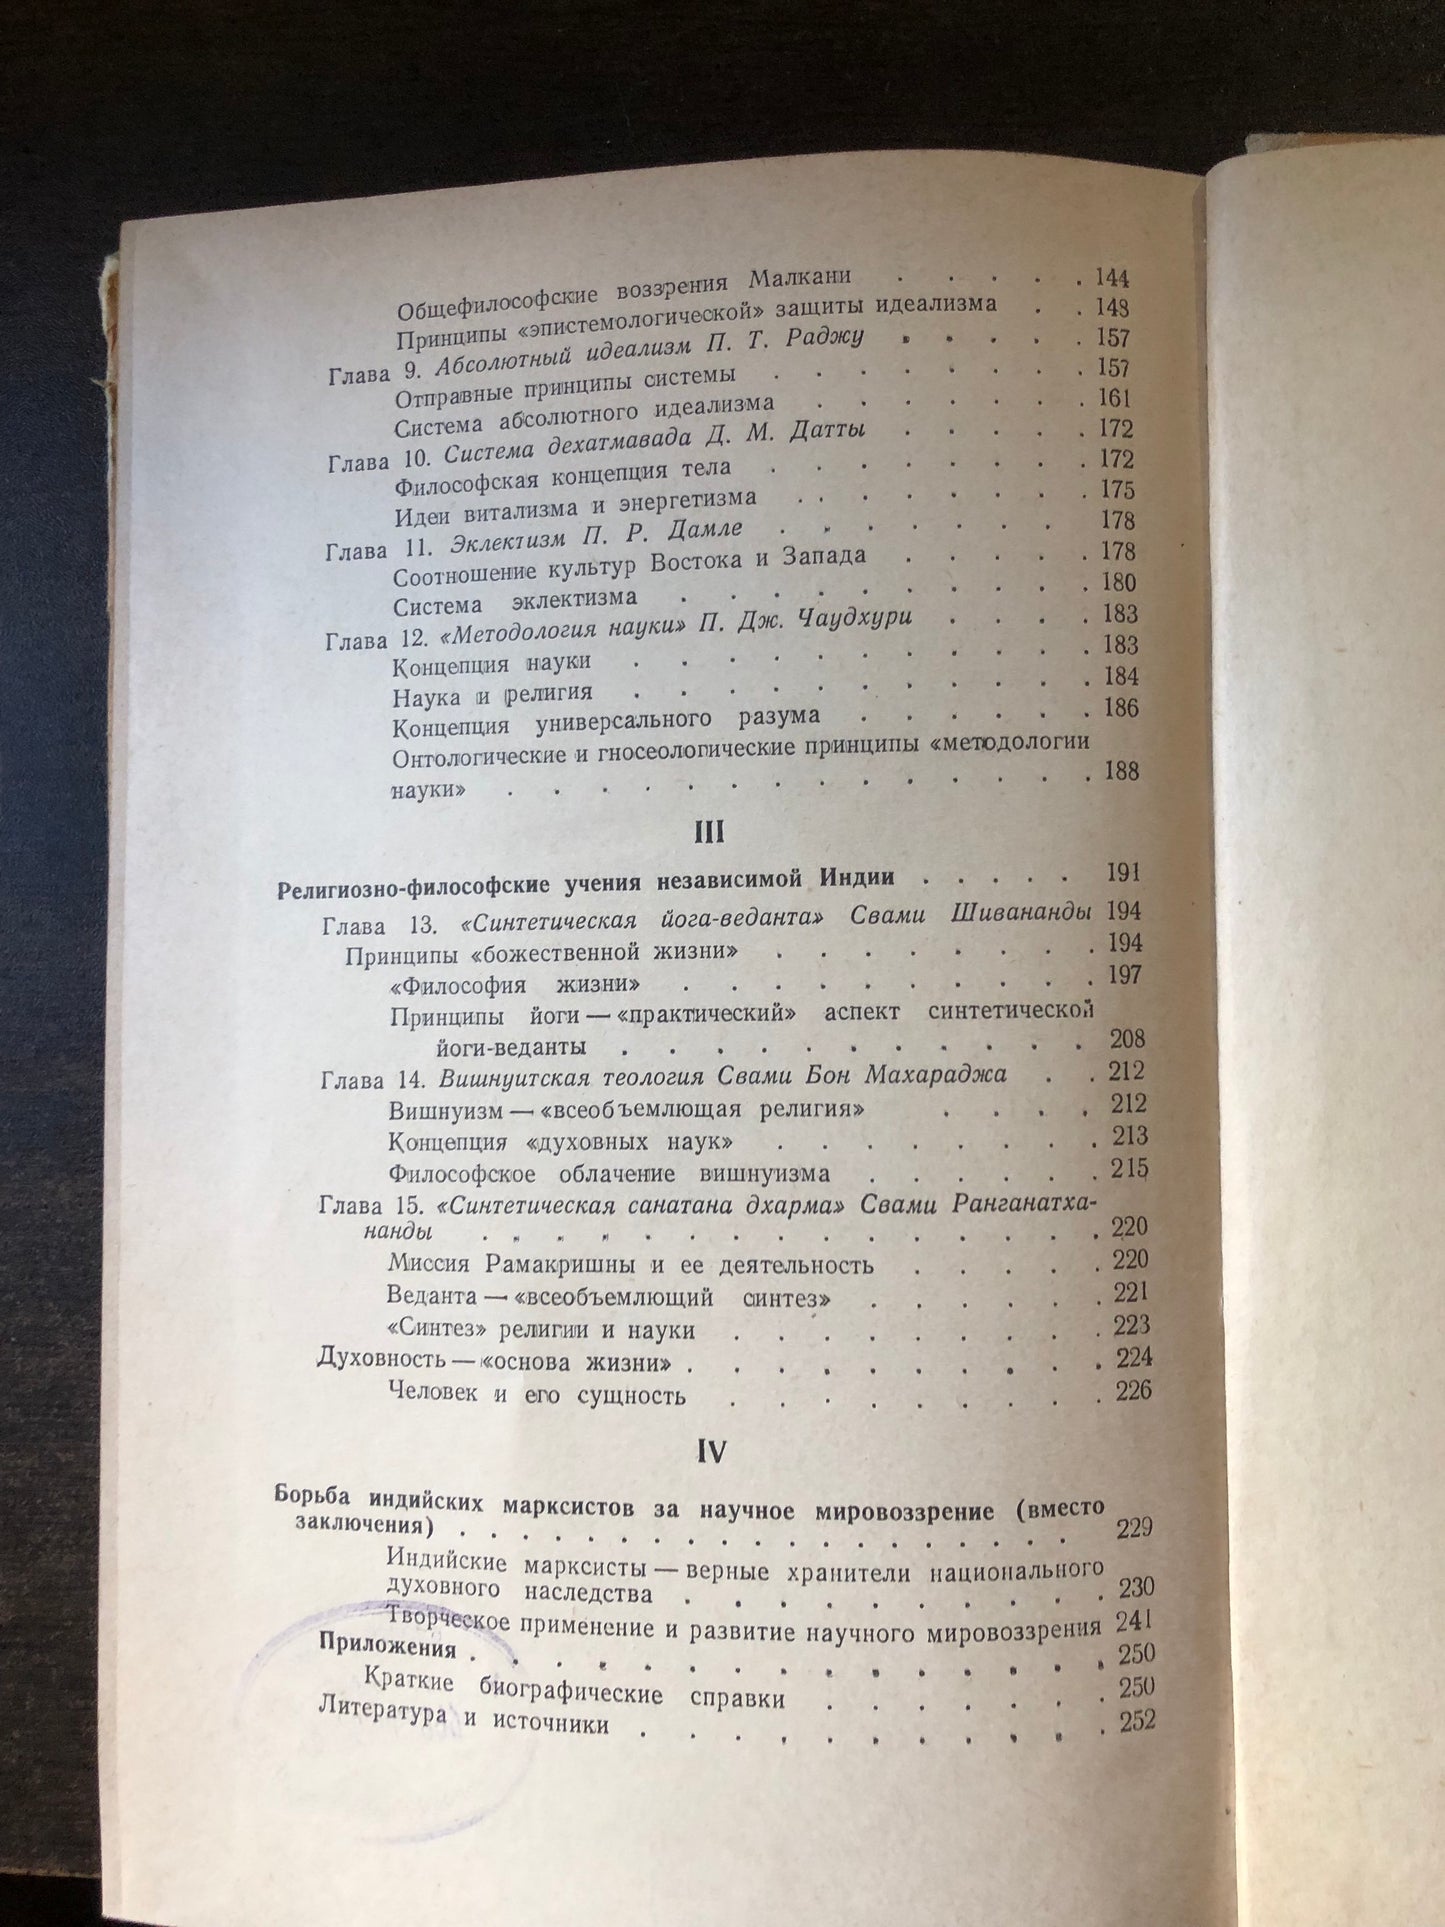 Общефилософские воззрения Малкани . . . . . 144
Принципы «эпистемологической» защиты идеализма . . 148
Глава 9. Абсолютный идеализм П. Т. Раджу . . . . . 157
Отправные принципы системы . . . . . . . . 157
Система абсолютного идеализма . . . . . . . 161
Глава 10. Система дехатмавада Д. М. Датты . . . . . 172
Философская концепция тела . . . . . . . . 172
Идеи витализма и энергетизма . . . . . . . . 175
Глава 11. Эклектизм П. Р. Дамле . . . . . . . 178
Соотношение культур Востока и Запада . . . . . 178
Система эклектизма . . . . . . . . . . 180
Глава 12. «Методология науки» П. Дж. Чаудхури . . . . 183
Концепция науки . . . . . . . . . . . 183
Наука и религия . . . . . . . . . . . 184
Концепция универсального разума . . . . . . 186
Онтологические и гносеологические принципы «методологии
науки» . . . . . . . . . . . . . . 188
III
Религиозно-философские учения независимой Индии . . . . . 191
Глава 13. «Синтетическая йога-веданта» Свами Шивананды 194
Принципы «божественной жизни» . . . . . . . . 194
«Философия жизни» . . . . . . . . . . 197
Принципы йоги — «практический» аспект синтетической
йоги-веданты . . . . . . . . . . . 208
Глава 14. Вишнуитская теология Свами Бон Махараджа . . 212
Вишнуизм — «всеобъемлющая религия» . . . . 212
Концепция «духовных наук» . . . . . . . . 213
Философское облачение вишнуизма . . . . . . 215
Глава 15. «Синтетическая санатана дхарма» Свами Ранганатха-
нанды . . . . . . . . . . . . . . 220
Миссия Рамакришны и ее деятельность . . . . . 220
Веданта — «всеобъемлющий синтез» . . . . . . 221
«Синтез» религии и науки . . . . . . . . . 223
Духовность — «основа жизни» . . . . . . . . . . 224
Человек и его сущность . . . . . . . . . 226
IV
Борьба индийских марксистов за научное мировоззрение (вместо
заключения) . . . . . . . . . . . . . . . . 229
Индийские марксисты — верные хранители национального
духовного наследства . . . . . . . . . . 230
Творческое применение и развитие научного мировоззрения 241
Приложения . . . . . . . . . . . . . . . 250
Краткие биографические справки . . . . . . . 250
Литература и источники . . . . . . . . . . . 252